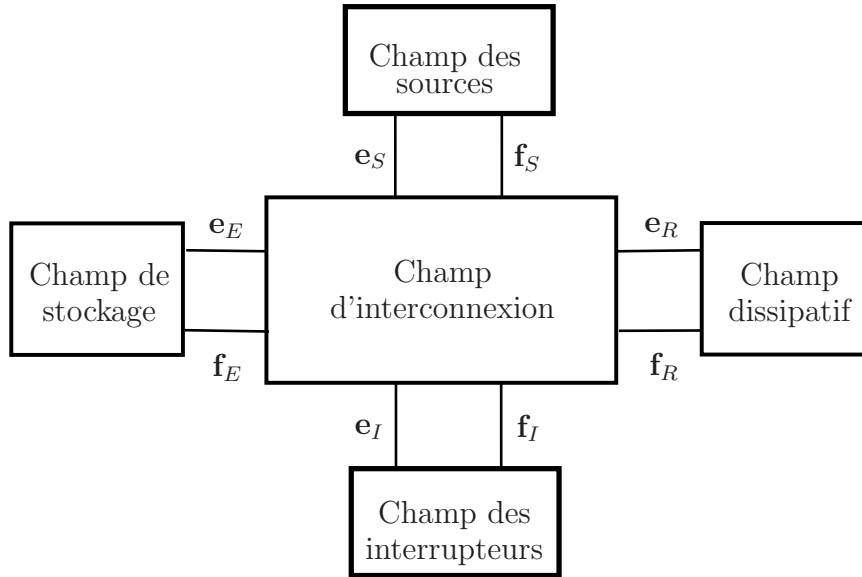 Champ des
sources
e_S
f_S
e_E
e_R
Champ de
stockage
Champ
d'interconnexion
Champ
dissipatif
f_E
f_R
e_I
f_I
Champ des
interrupteurs